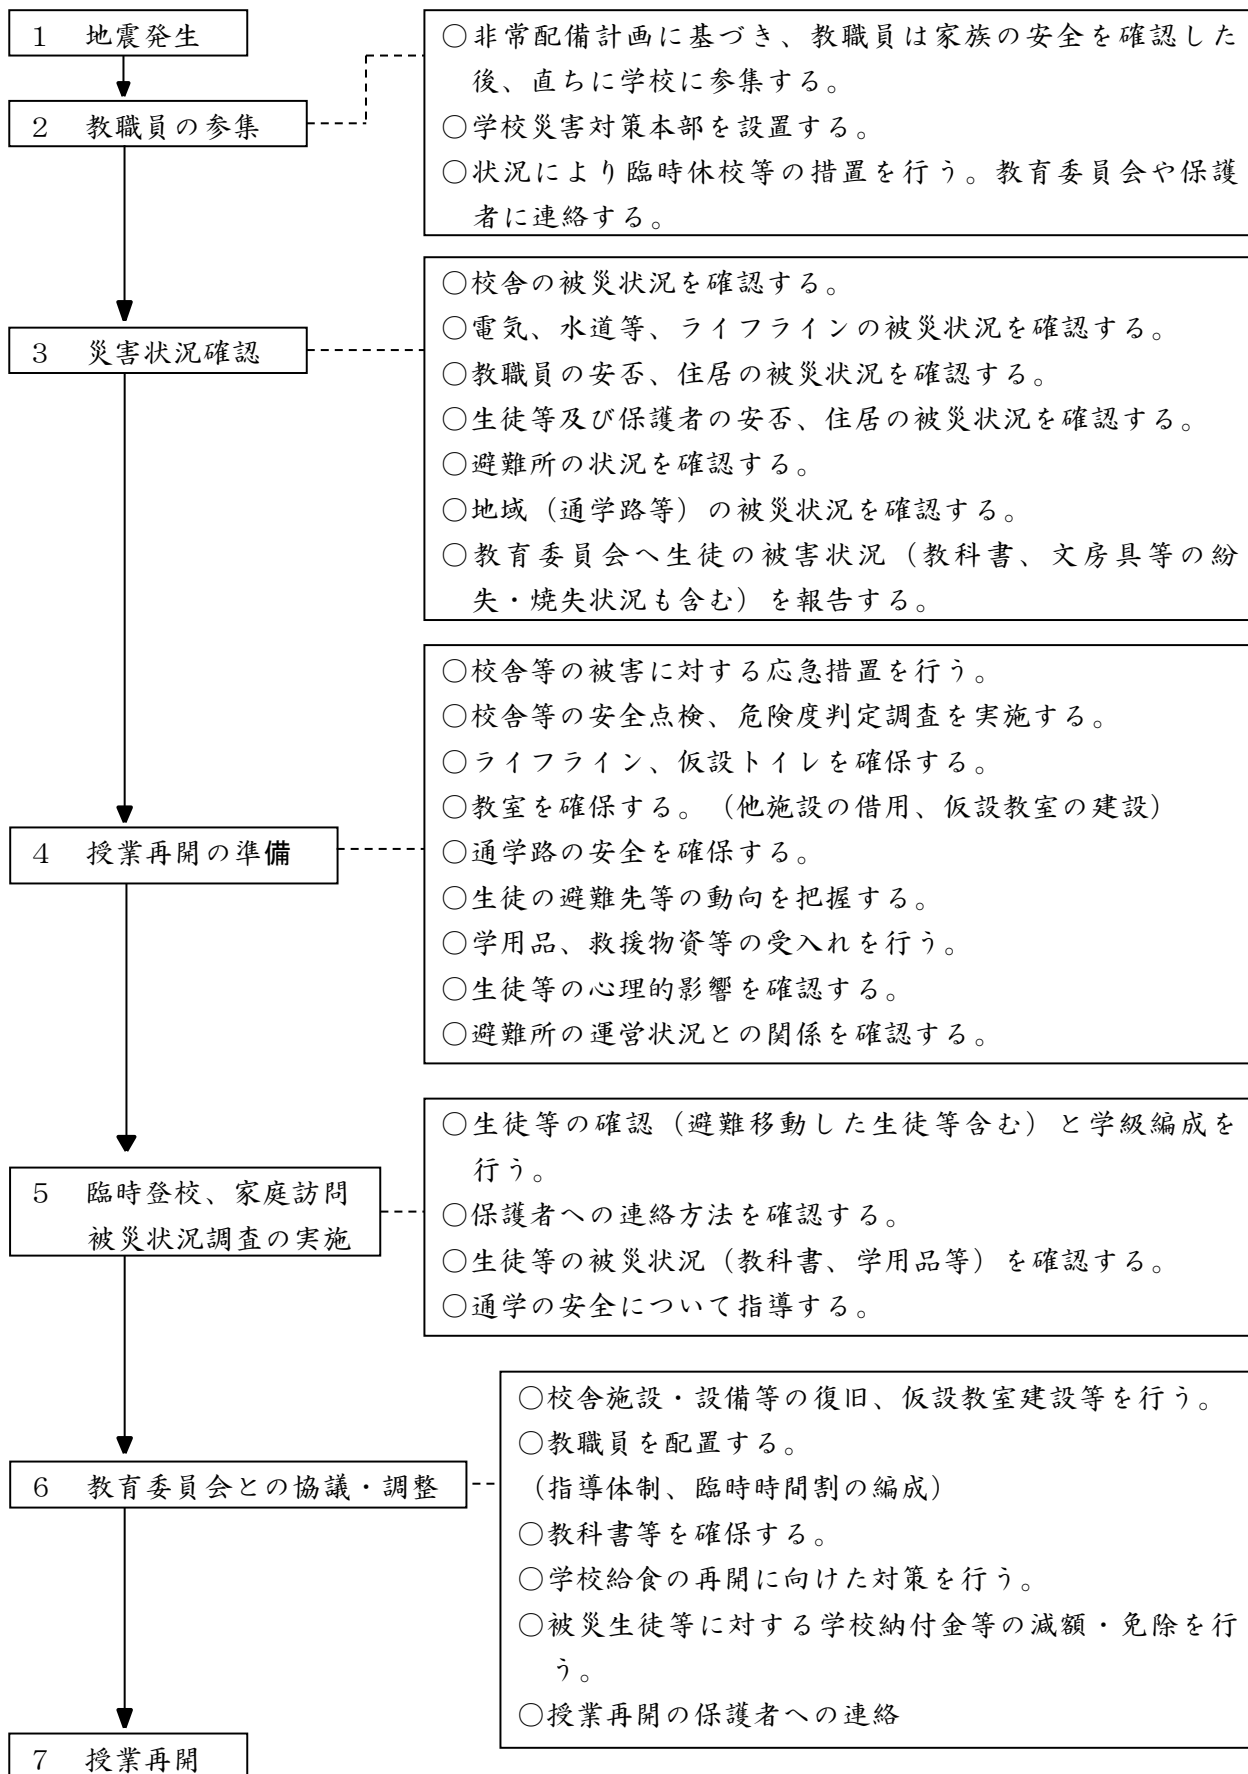 1　地震発生
○非常配備計画に基づき、教職員は家族の安全を確認した
後、直ちに学校に参集する。
○学校災害対策本部を設置する。
○状況により臨時休校等の措置を行う。教育委員会や保護
者に連絡する。
2　教職員の参集
○校舎の被災状況を確認する。
○電気、水道等、ライフラインの被災状況を確認する。
○教職員の安否、住居の被災状況を確認する。
○生徒等及び保護者の安否、住居の被災状況を確認する。
○避難所の状況を確認する。
○地域（通学路等）の被災状況を確認する。
○教育委員会へ生徒の被害状況（教科書、文房具等の紛
失・焼失状況も含む）を報告する。
3　災害状況確認
○校舎等の被害に対する応急措置を行う。
○校舎等の安全点検、危険度判定調査を実施する。
○ライフライン、仮設トイレを確保する。
○教室を確保する。（他施設の借用、仮設教室の建設）
○通学路の安全を確保する。
○生徒の避難先等の動向を把握する。
○学用品、救援物資等の受入れを行う。
○生徒等の心理的影響を確認する。
○避難所の運営状況との関係を確認する。
4　授業再開の準備
○生徒等の確認（避難移動した生徒等含む）と学級編成を
行う。
○保護者への連絡方法を確認する。
○生徒等の被災状況（教科書、学用品等）を確認する。
○通学の安全について指導する。
5　臨時登校、家庭訪問
被災状況調査の実施
○校舎施設・設備等の復旧、仮設教室建設等を行う。
○教職員を配置する。
（指導体制、臨時時間割の編成）
○教科書等を確保する。
○学校給食の再開に向けた対策を行う。
○被災生徒等に対する学校納付金等の減額・免除を行
う。
○授業再開の保護者への連絡
6　教育委員会との協議・調整
7　授業再開